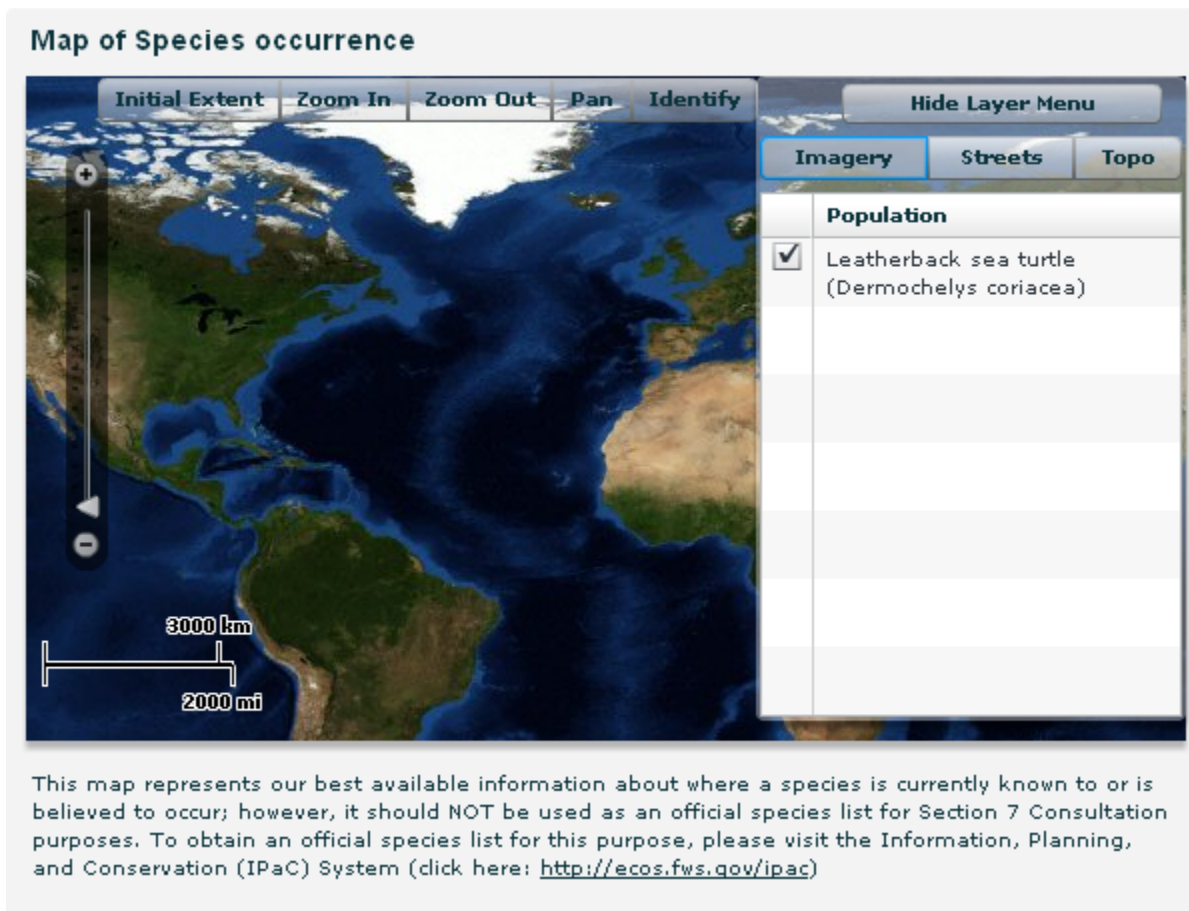 Map of Species occurrence
Initial Extent Zoom In Zoom Out Pan Identify
Hide Layer Menu
Imagery Streets Topo
Population
Leatherback sea turtle
(Dermochelys coriacea)
3000 km
2000 mi
This map represents our best available information about where a species is currently known to or is
believed to occur; however, it should NOT be used as an official species list for Section 7 Consultation
purposes. To obtain an official species list for this purpose, please visit the Information, Planning,
and Conservation (IPaC) System (click here: http://ecos.fws.gov/ipac)